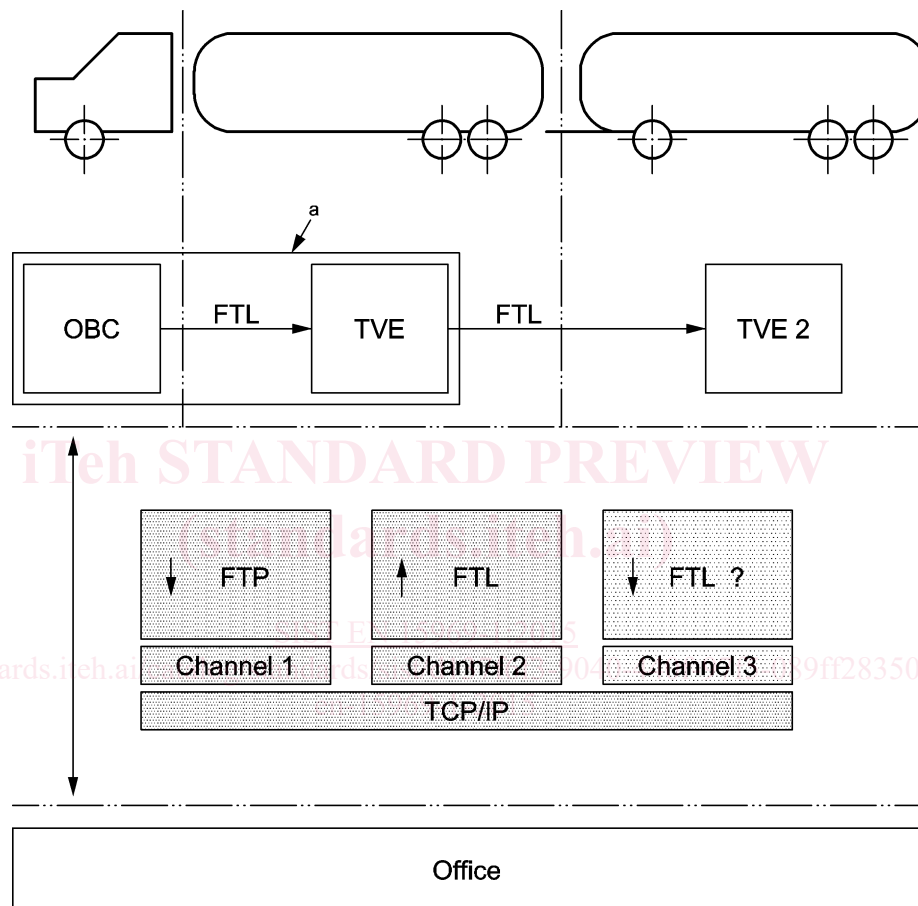 a
OBC
FTL
TVE
FTL
TVE 2
iTeh STANDARD PREVIEW
(standards.iteh.ai)
FTP
FTL
FTL ?
Channel 1
Channel 2
Channel 3
TCP/IP
Office